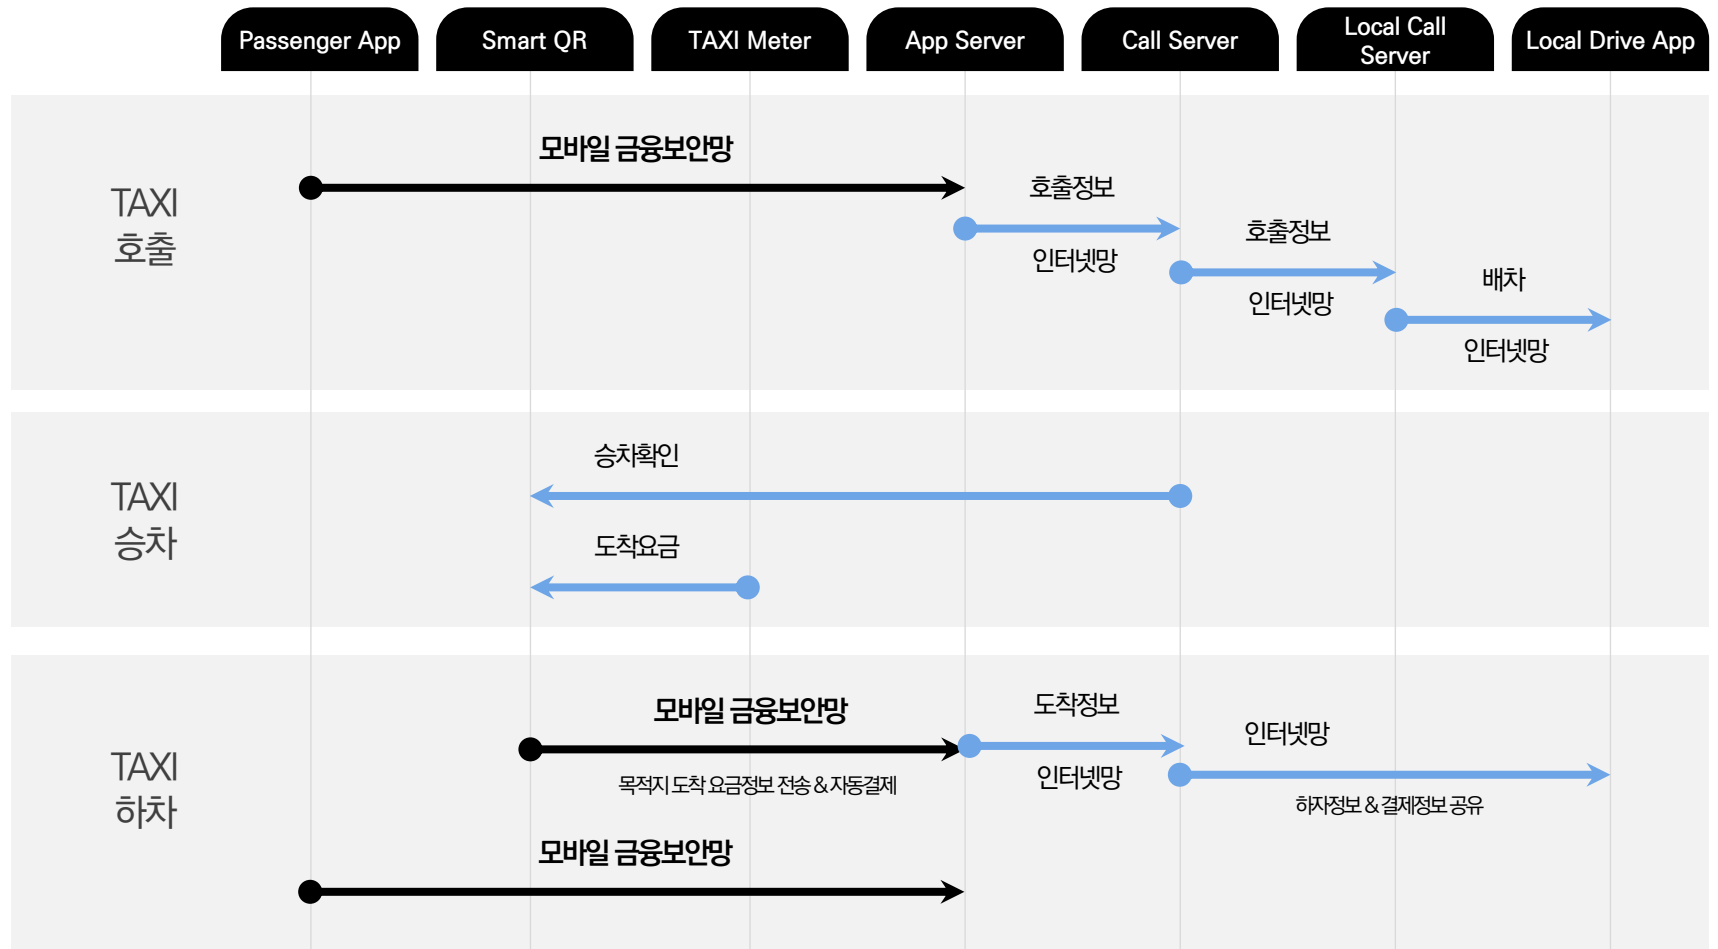 Passenger App
Smart QR
TAXI Meter
App Server
Call Server
Local Call
Server
Local Drive App
TAXI
호출
모바일 금융보안망
호출정보
인터넷망
호출정보
인터넷망
배차
인터넷망
TAXI
승차
승차확인
도착요금
TAXI
하차
모바일 금융보안망
목적지 도착 요금정보 전송 & 자동결제
도착정보
인터넷망
인터넷망
하자정보 & 결제정보 공유
모바일 금융보안망